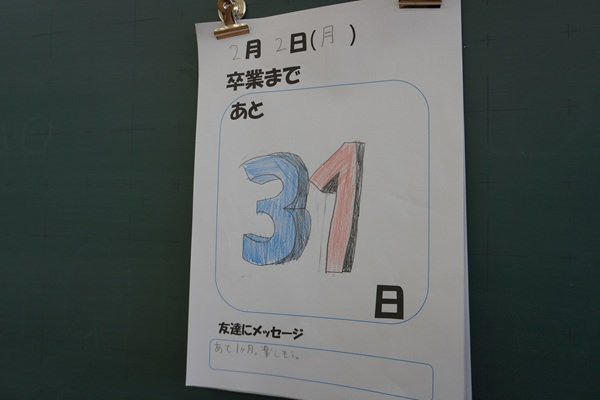 2月 2日(月)
卒業まで
あと
31
日
友達にメッセージ
あと1ヶ月。楽しもう。